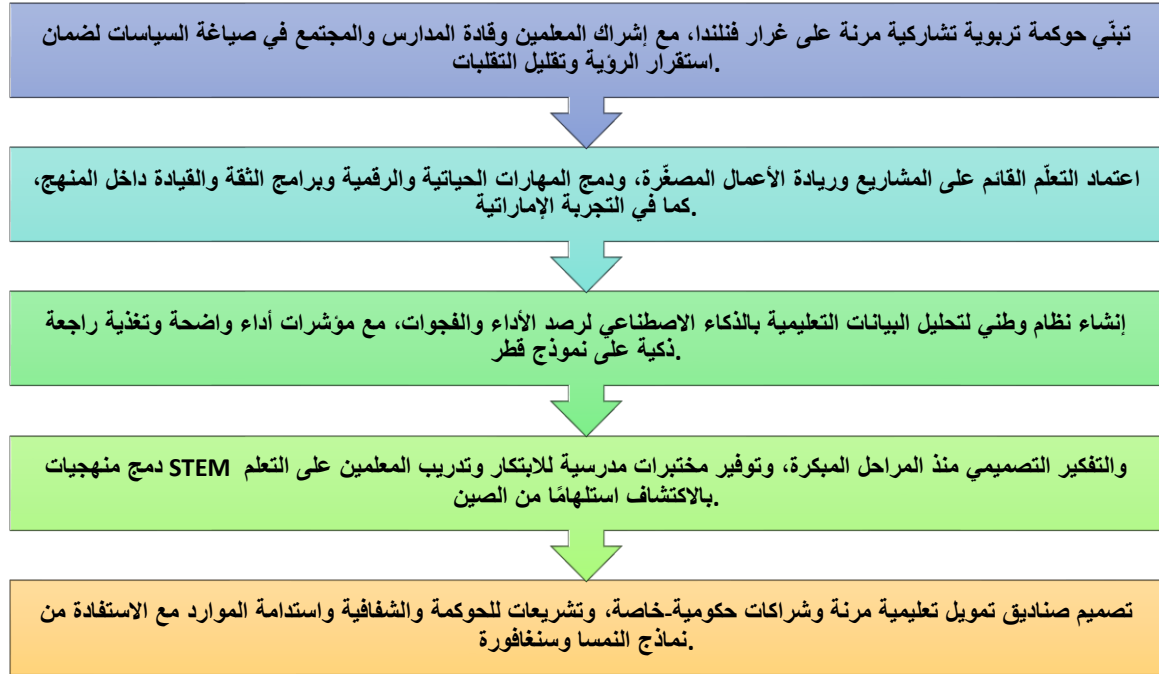 تبنّي حوكمة تربوية تشاركية مرنة على غرار فنلندا، مع إشراك المعلمين وقادة المدارس والمجتمع في صياغة السياسات لضمان
استقرار الرؤية وتقليل التقلبات.
اعتماد التعلّم القائم على المشاريع وريادة الأعمال المصغّرة، ودمج المهارات الحياتية والرقمية وبرامج الثقة والقيادة داخل المنهج،
كما في التجربة الإماراتية.
إنشاء نظام وطني لتحليل البيانات التعليمية بالذكاء الاصطناعي لرصد الأداء والفجوات، مع مؤشرات أداء واضحة وتغذية راجعة
ذكية على نموذج قطر.
دمج منهجيات STEM والتفكير التصميمي منذ المراحل المبكرة، وتوفير مختبرات مدرسية للابتكار وتدريب المعلمين على التعلم
بالاكتشاف استلهامًا من الصين.
تصميم صناديق تمويل تعليمية مرنة وشراكات حكومية-خاصة، وتشريعات للحوكمة والشفافية واستدامة الموارد مع الاستفادة من
نماذج النمسا وسنغافورة.